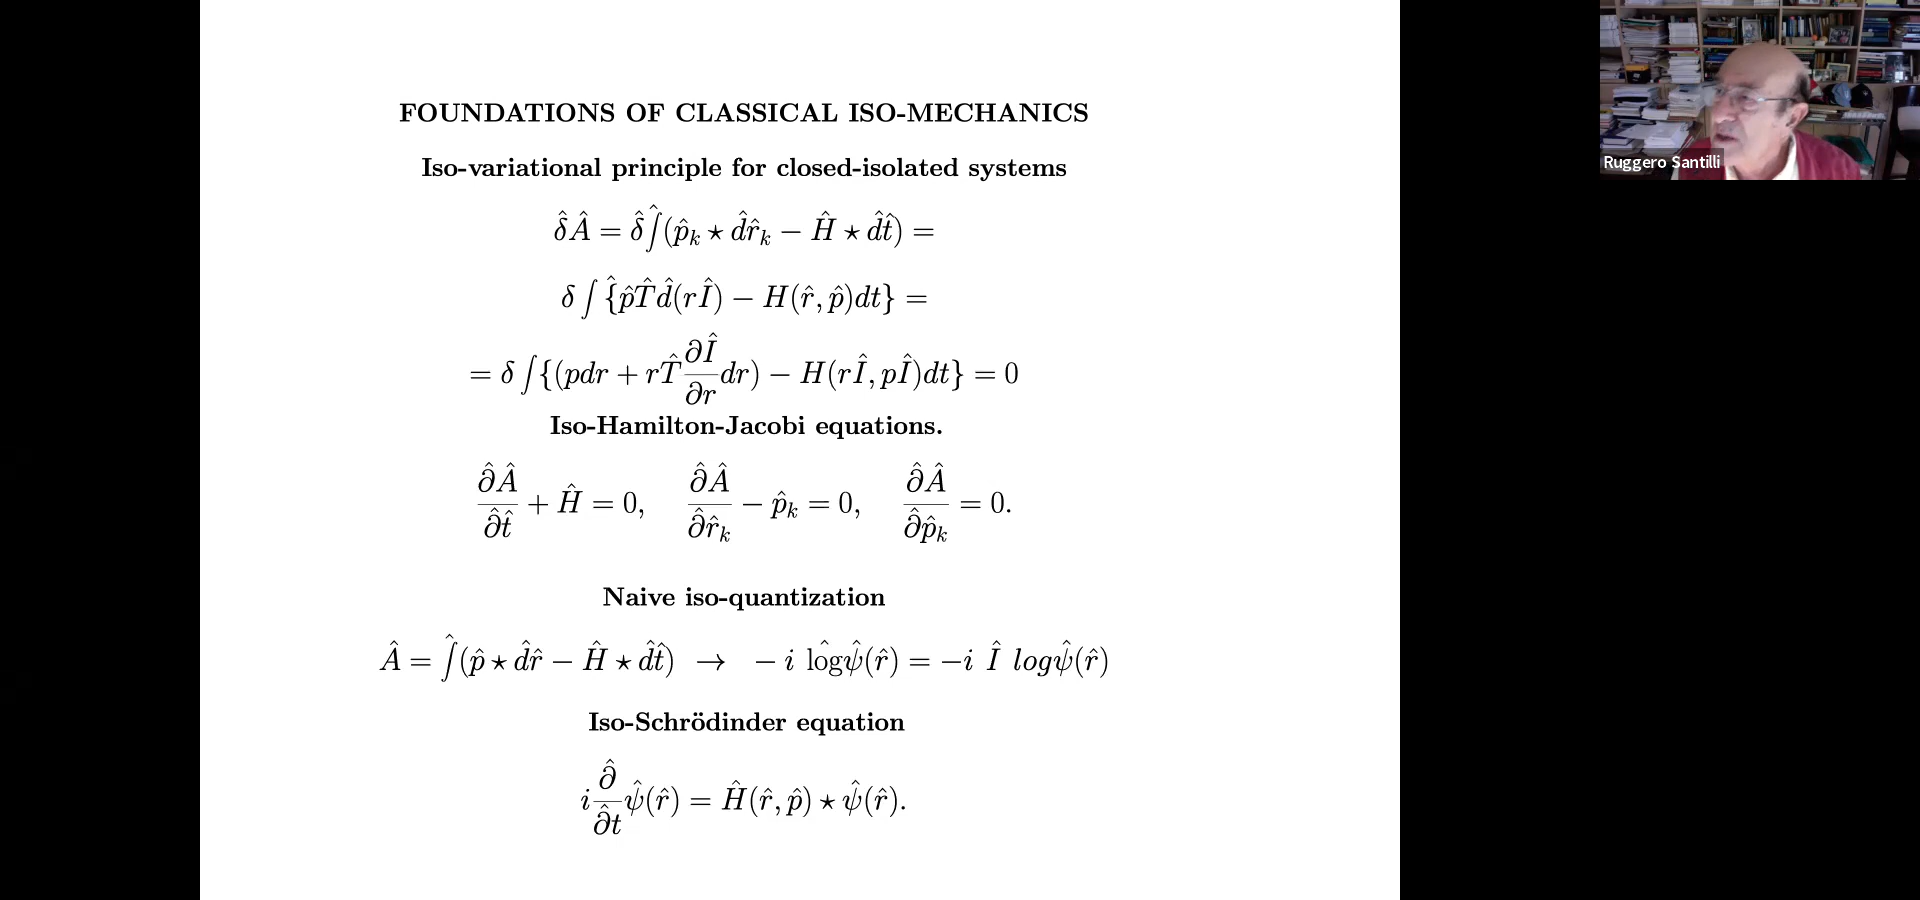 FOUNDATIONS OF CLASSICAL ISO-MECHANICS
Iso-variational principle for closed-isolated systems
δ̂Â = δ̂∫̂(p̂ₖ ⋆ d̂r̂ₖ − Ĥ ⋆ d̂t̂) =
δ ∫ {̂p̂T̂d̂(rÎ) − H(r̂, p̂)dt} =
= δ ∫{(pdr + rT̂ ∂Î/∂r dr) − H(rÎ, pÎ)dt} = 0
Iso-Hamilton-Jacobi equations.
∂̂Â/∂̂t̂ + Ĥ = 0, ∂̂Â/∂̂r̂ₖ − p̂ₖ = 0, ∂̂Â/∂̂p̂ₖ = 0.
Naive iso-quantization
Â = ∫̂(p̂ ⋆ d̂r̂ − Ĥ ⋆ d̂t̂) → − i lôgψ̂(r̂) = −i Î logψ̂(r̂)
Iso-Schrödinder equation
i ∂̂/∂̂t ψ̂(r̂) = Ĥ(r̂, p̂) ⋆ ψ̂(r̂).
Ruggero Santilli